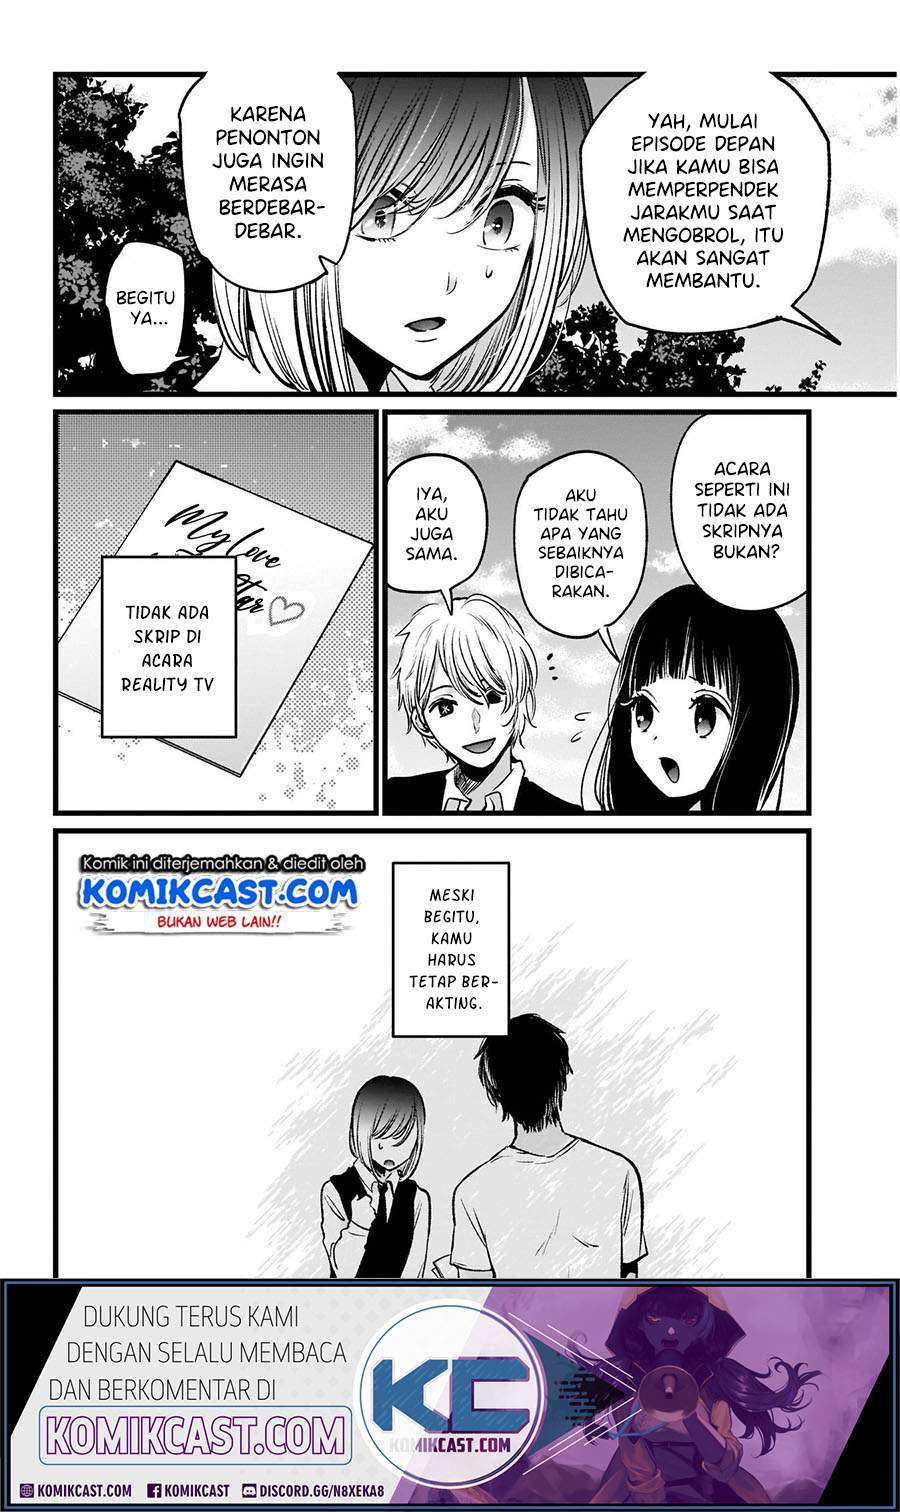 YAH, MULAI
EPISODE DEPAN
JIKA KAMU BISA
MEMPERPENDEK
JARAKMU SAAT
MENGOBROL, ITU
AKAN SANGAT
MEMBANTU.
KARENA
PENONTON
JUGA INGIN
MERASA
BERDEBAR-
DEBAR.
BEGITU
YA...
ACARA
SEPERTI INI
TIDAK ADA
SKRIPNYA
BUKAN?
AKU
TIDAK TAHU
APA YANG
SEBAIKNYA
DIBICA-
RAKAN.
IYA,
AKU
JUGA
SAMA.
My Love
TIDAK ADA
SKRIP DI
ACARA
REALITY TV
MESKI
BEGITU,
KAMU
HARUS
TETAP BER-
AKTING.
Komik ini diterjemahkan & diedit oleh
KOMIKCAST.COM
BUKAN WEB LAIN!!
DUKUNG TERUS KAMI
DENGAN SELALU MEMBACA
DAN BERKOMENTAR DI
KOMIKCAST.COM
KC
KOMIKCAST.COM
KOMIKCAST.COM KOMIKCAST DISCORD.GG/N8XEKA8